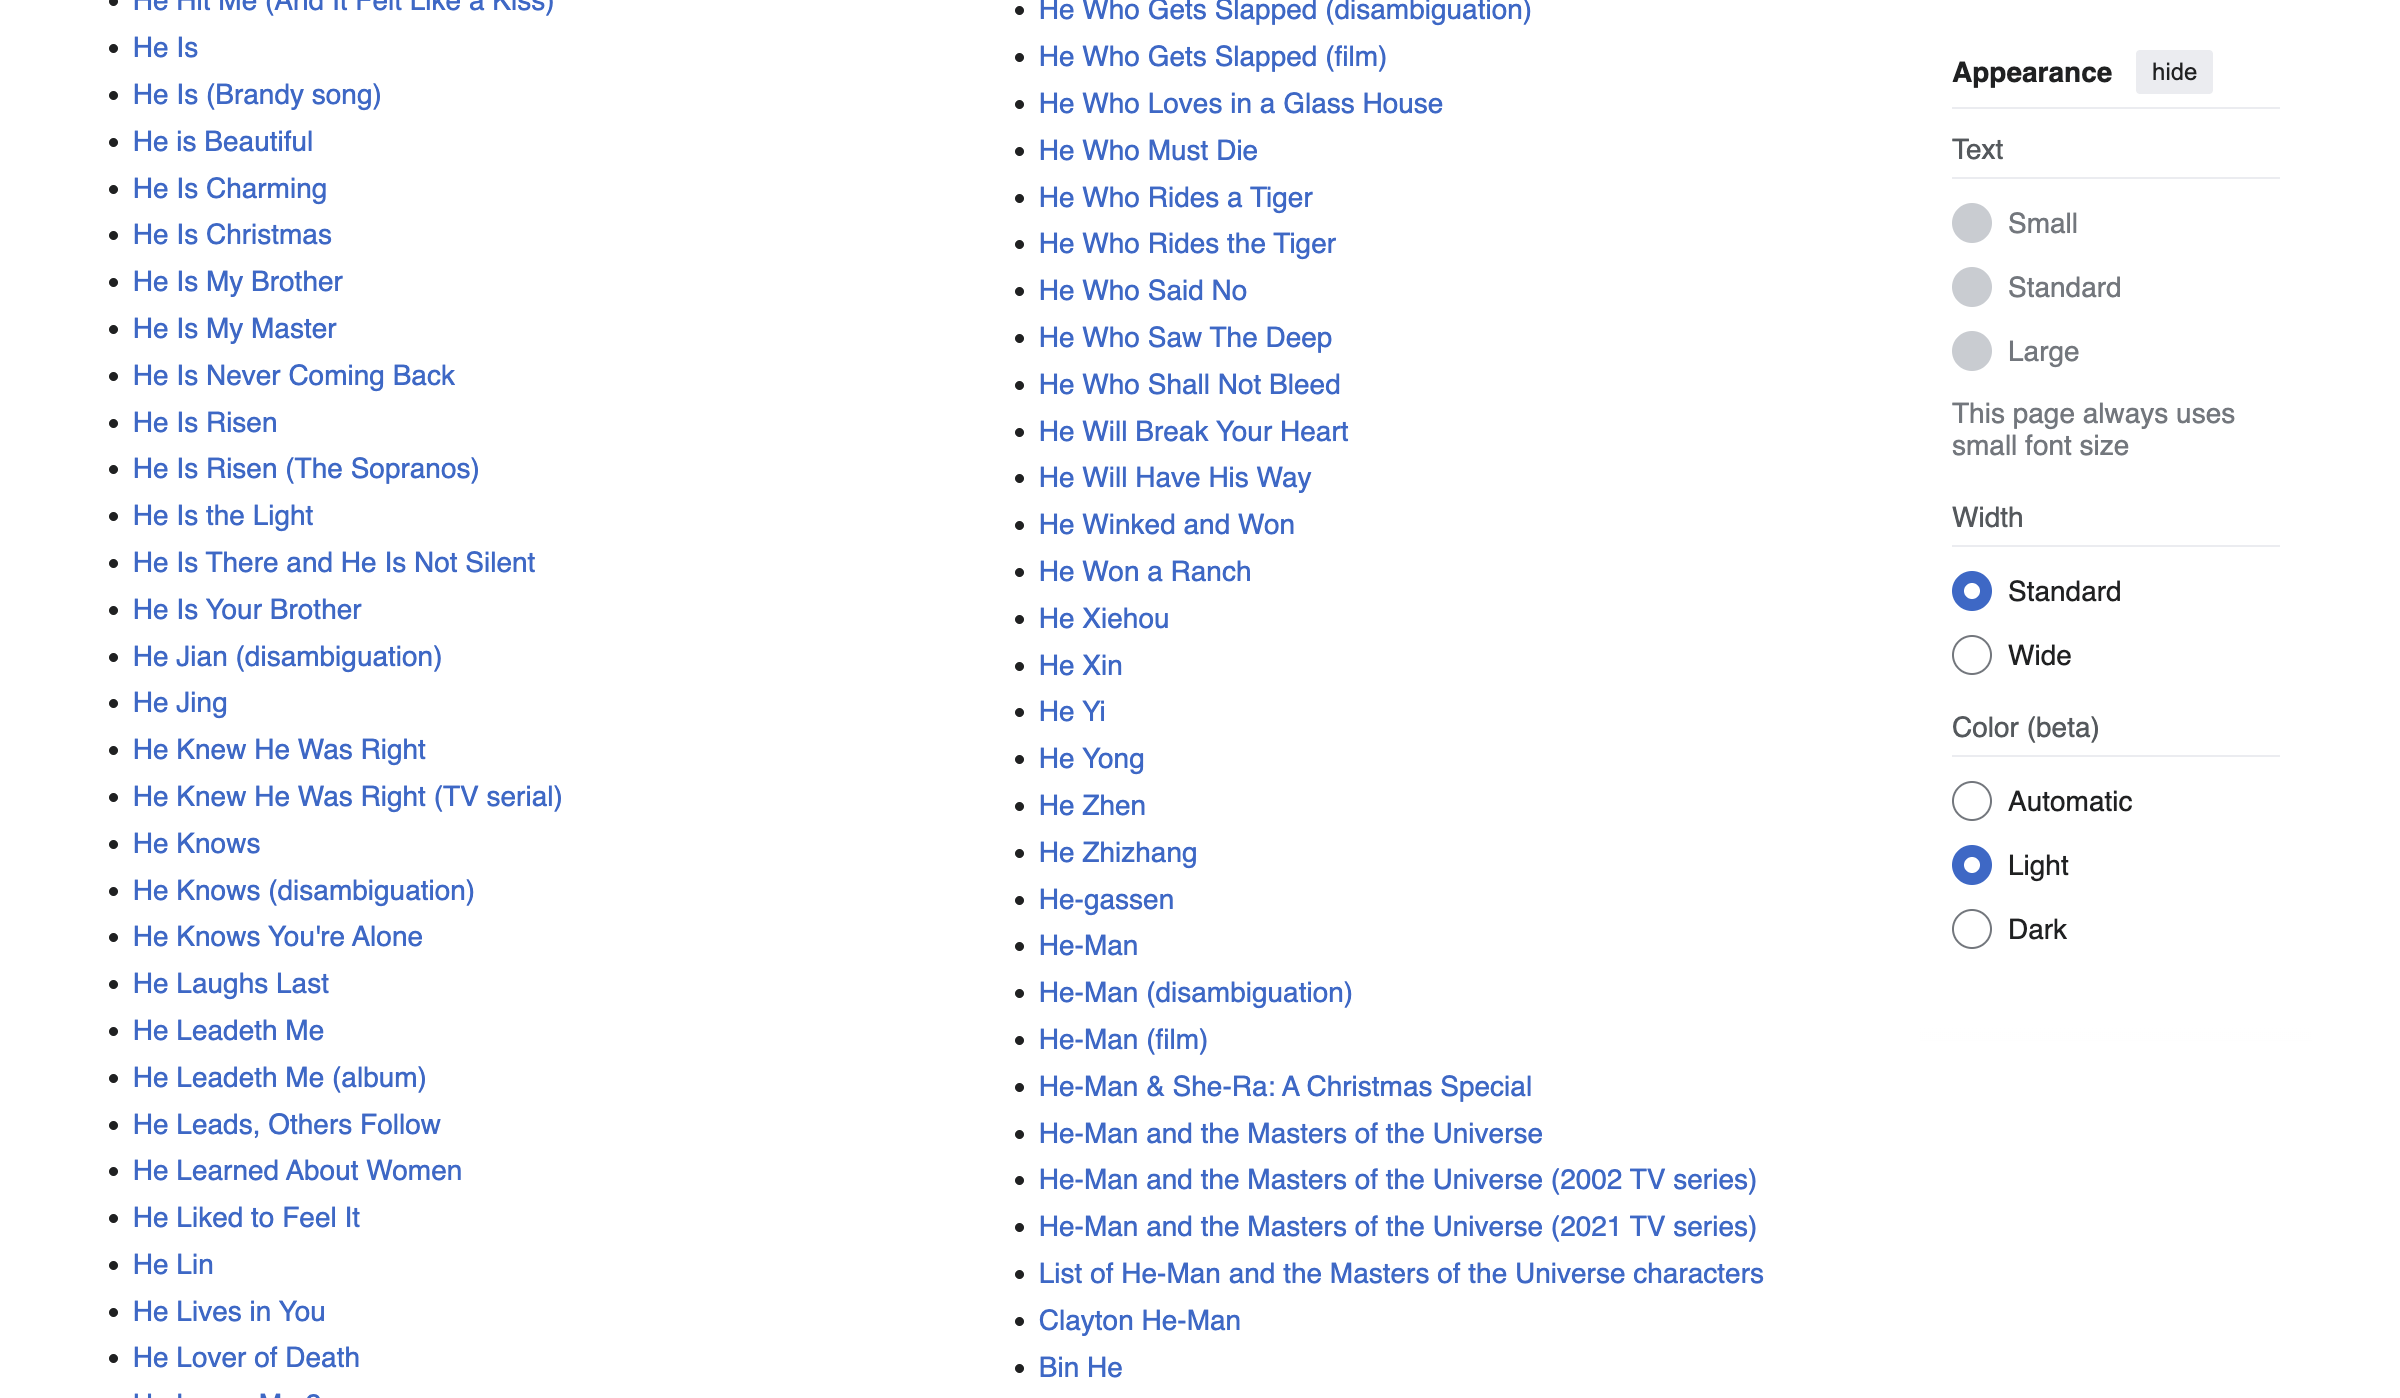 He Hit Me (And It Felt Like a Kiss)
He Is
He Is (Brandy song)
He is Beautiful
He Is Charming
He Is Christmas
He Is My Brother
He Is My Master
He Is Never Coming Back
He Is Risen
He Is Risen (The Sopranos)
He Is the Light
He Is There and He Is Not Silent
He Is Your Brother
He Jian (disambiguation)
He Jing
He Knew He Was Right
He Knew He Was Right (TV serial)
He Knows
He Knows (disambiguation)
He Knows You're Alone
He Laughs Last
He Leadeth Me
He Leadeth Me (album)
He Leads, Others Follow
He Learned About Women
He Liked to Feel It
He Lin
He Lives in You
He Lover of Death
He Who Gets Slapped (disambiguation)
He Who Gets Slapped (film)
He Who Loves in a Glass House
He Who Must Die
He Who Rides a Tiger
He Who Rides the Tiger
He Who Said No
He Who Saw The Deep
He Who Shall Not Bleed
He Will Break Your Heart
He Will Have His Way
He Winked and Won
He Won a Ranch
He Xiehou
He Xin
He Yi
He Yong
He Zhen
He Zhizhang
He-gassen
He-Man
He-Man (disambiguation)
He-Man (film)
He-Man & She-Ra: A Christmas Special
He-Man and the Masters of the Universe
He-Man and the Masters of the Universe (2002 TV series)
He-Man and the Masters of the Universe (2021 TV series)
List of He-Man and the Masters of the Universe characters
Clayton He-Man
Bin He
Appearance hide
Text
Small
Standard
Large
This page always uses
small font size
Width
Standard
Wide
Color (beta)
Automatic
Light
Dark